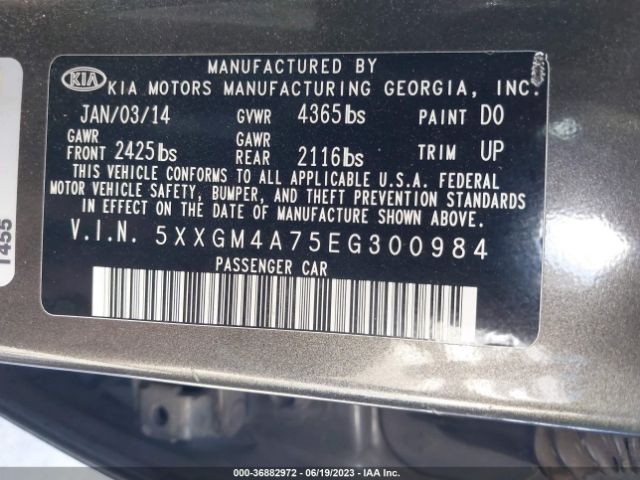 MANUFACTURED BY
KIA KIA MOTORS MANUFACTURING GEORGIA, INC.
JAN/03/14 GVWR 4365lbs PAINT DO
GAWR GAWR
FRONT 2425lbs REAR 2116lbs TRIM UP
THIS VEHICLE CONFORMS TO ALL APPLICABLE U.S.A. FEDERAL
MOTOR VEHICLE SAFETY, BUMPER, AND THEFT PREVENTION STANDARDS
IN EFFECT ON THE DATE OF MANUFACTURE SHOWN ABOVE.
V.I.N. 5XXGM4A75EG300984
PASSENGER CAR
1455
000-36882972 - 06/19/2023 - IAA Inc.